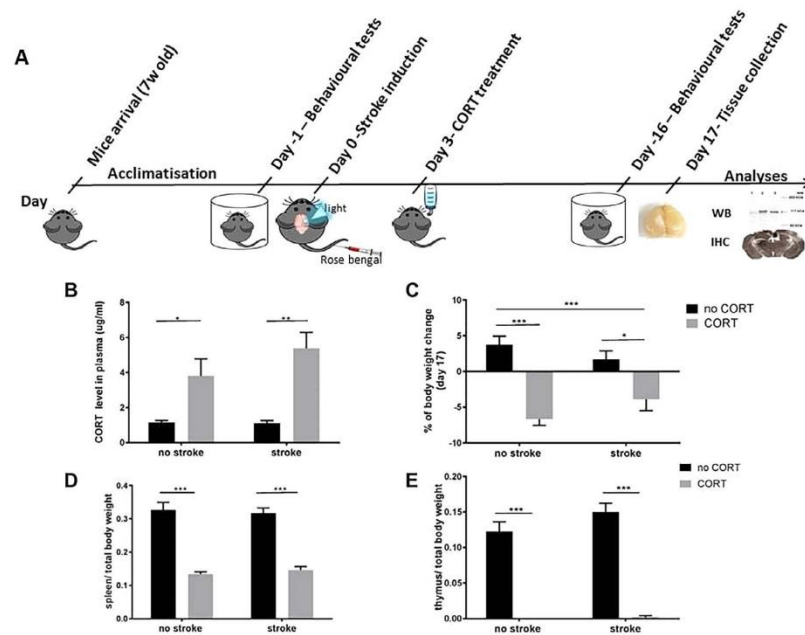 A
Mice arrival (7w old)
Day -1 – Behavioural tests
Day 0 -Stroke induction
Day 3- CORT treatment
Day -16 – Behavioural tests
Day 17- Tissue collection
Acclimatisation
Analyses
Day
light
Rose bengal
WB
IHC
B
CORT level in plasma (ug/ml)
8
6
4
2
0
*
**
no stroke
stroke
C
% of body weight change
(day 17)
10
5
0
-5
-10
***
***
*
no stroke
stroke
no CORT
CORT
D
spleen/ total body weight
0.4
0.3
0.2
0.1
0.0
***
***
no stroke
stroke
E
thymus/ total body weight
0.20
0.15
0.10
0.05
0.00
***
***
no stroke
stroke
no CORT
CORT